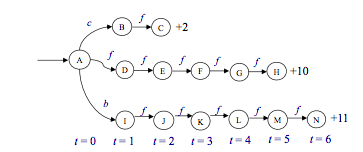 c B f C +2
A f D f E f F f G f H +10
b I f J f K f L f M f N +11
t = 0 t = 1 t = 2 t = 3 t = 4 t = 5 t = 6